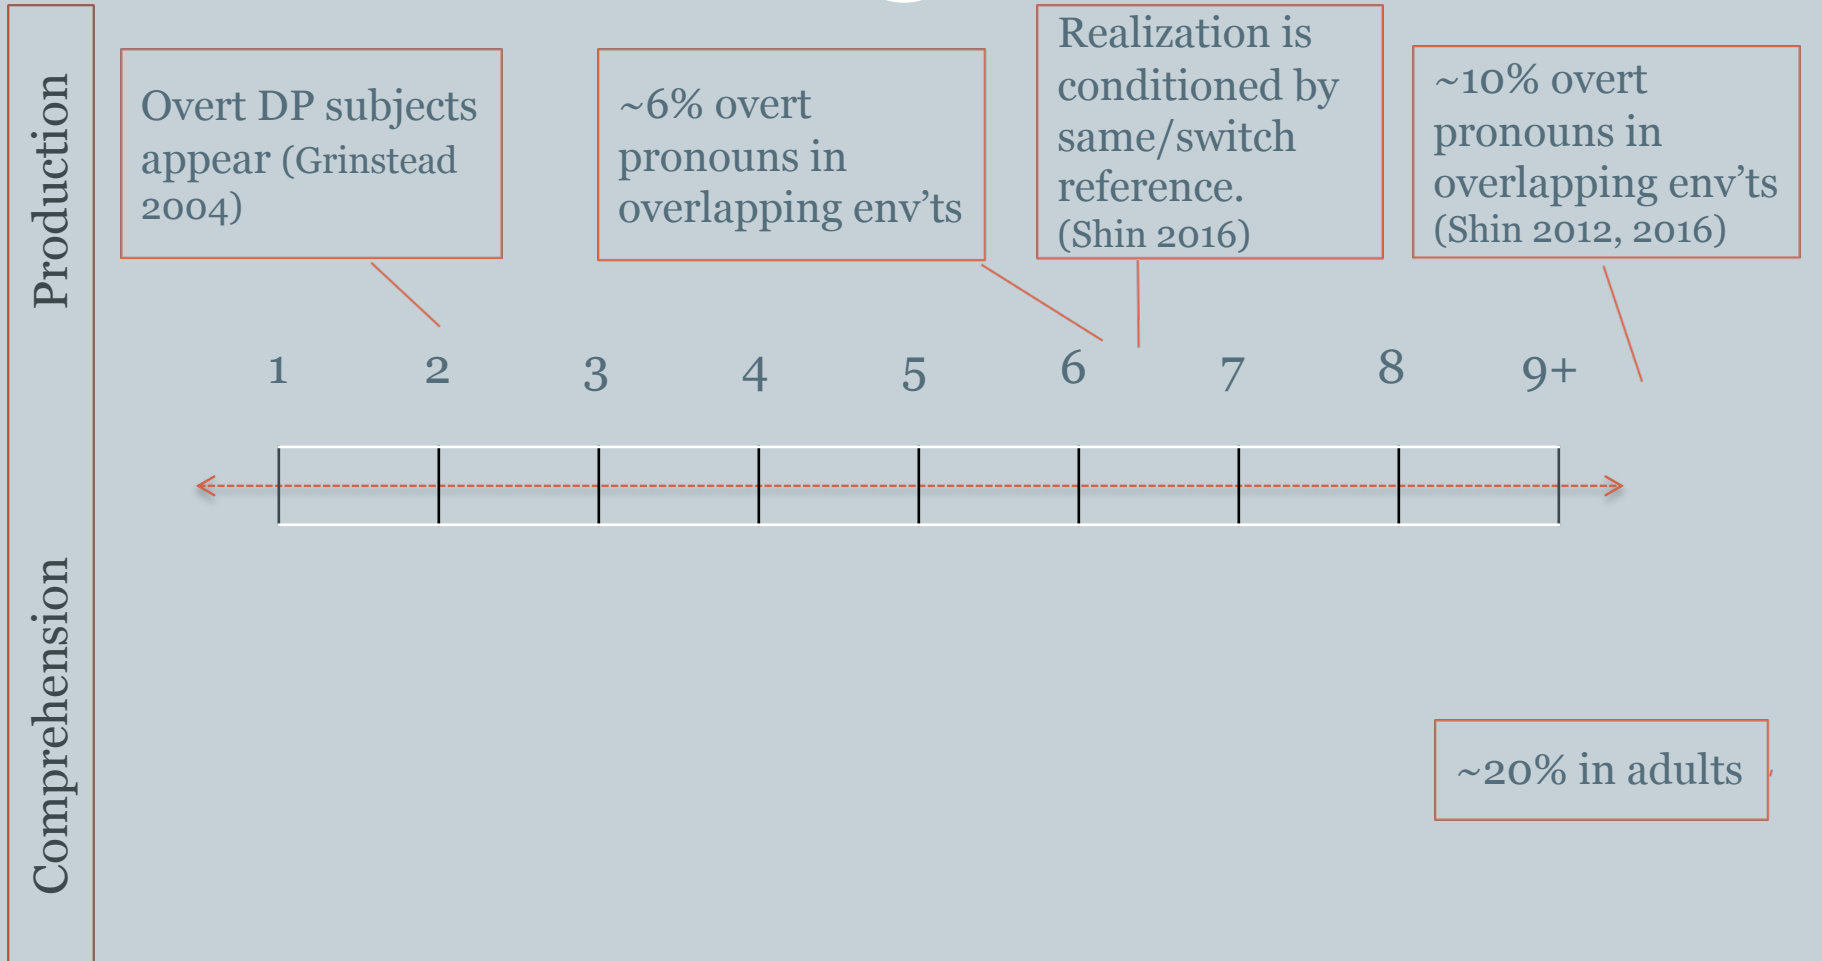 Production
Overt DP subjects
appear (Grinstead
2004)
~6% overt
pronouns in
overlapping env’ts
Realization is
conditioned by
same/switch
reference.
(Shin 2016)
~10% overt
pronouns in
overlapping env’ts
(Shin 2012, 2016)
1 2 3 4 5 6 7 8 9+
Comprehension
~20% in adults